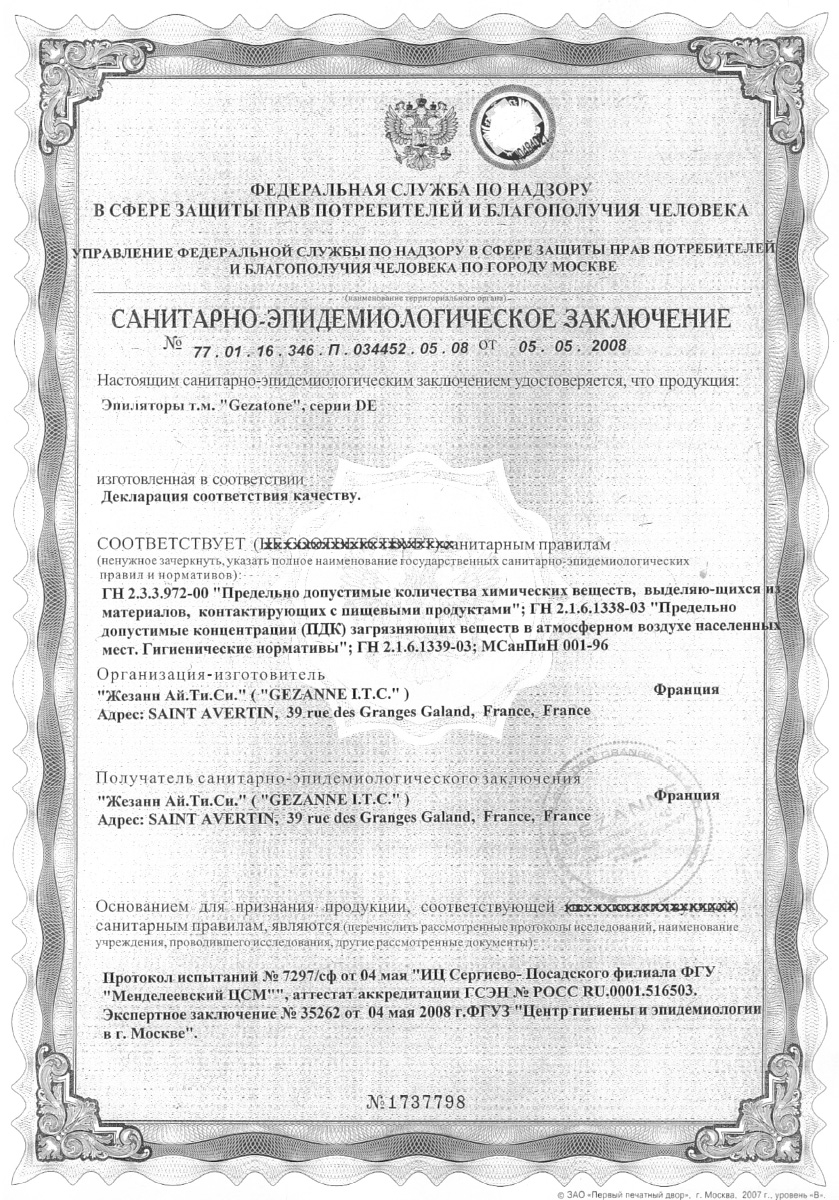 ФЕДЕРАЛЬНАЯ СЛУЖБА ПО НАДЗОРУ
В СФЕРЕ ЗАЩИТЫ ПРАВ ПОТРЕБИТЕЛЕЙ И БЛАГОПОЛУЧИЯ ЧЕЛОВЕКА
УПРАВЛЕНИЕ ФЕДЕРАЛЬНОЙ СЛУЖБЫ ПО НАДЗОРУ В СФЕРЕ ЗАЩИТЫ ПРАВ ПОТРЕБИТЕЛЕЙ
И БЛАГОПОЛУЧИЯ ЧЕЛОВЕКА ПО ГОРОДУ МОСКВЕ
(наименование территориального органа)
САНИТАРНО-ЭПИДЕМИОЛОГИЧЕСКОЕ ЗАКЛЮЧЕНИЕ
№ 77.01.16.346.П.034452.05.08 от 05.05.2008
Настоящим санитарно-эпидемиологическим заключением удостоверяется, что продукция:
Эпиляторы т.м. "Gezatone", серии DE
изготовленная в соответствии
Декларация соответствия качеству.
СООТВЕТСТВУЕТ (НЕ СООТВЕТСТВУЕТ) санитарным правилам
(ненужное зачеркнуть, указать полное наименование государственных санитарно-эпидемиологических
правил и нормативов):
ГН 2.3.3.972-00 "Предельно допустимые количества химических веществ, выделяю-щихся из
материалов, контактирующих с пищевыми продуктами"; ГН 2.1.6.1338-03 "Предельно
допустимые концентрации (ПДК) загрязняющих веществ в атмосферном воздухе населенных
мест. Гигиенические нормативы"; ГН 2.1.6.1339-03; МСанПиН 001-96
Организация-изготовитель
"Жезанн Ай.Ти.Си." ( "GEZANNE I.T.C." ) Франция
Адрес: SAINT AVERTIN, 39 rue des Granges Galand, France, France
Получатель санитарно-эпидемиологического заключения
"Жезанн Ай.Ти.Си." ( "GEZANNE I.T.C." ) Франция
Адрес: SAINT AVERTIN, 39 rue des Granges Galand, France, France
GEZANNE
Основанием для признания продукции, соответствующей
санитарным правилам, являются (перечислить рассмотренные протоколы исследований, наименование
учреждения, проводившего исследования, другие рассмотренные документы):
Протокол испытаний № 7297/сф от 04 мая "ИЦ Сергиево- Посадского филиала ФГУ
"Менделеевский ЦСМ"", аттестат аккредитации ГСЭН № РОСС RU.0001.516503.
Экспертное заключение № 35262 от 04 мая 2008 г.ФГУЗ "Центр гигиены и эпидемиологии
в г. Москве".
№1737798
© ЗАО «Первый печатный двор», г. Москва, 2007 г., уровень «В»